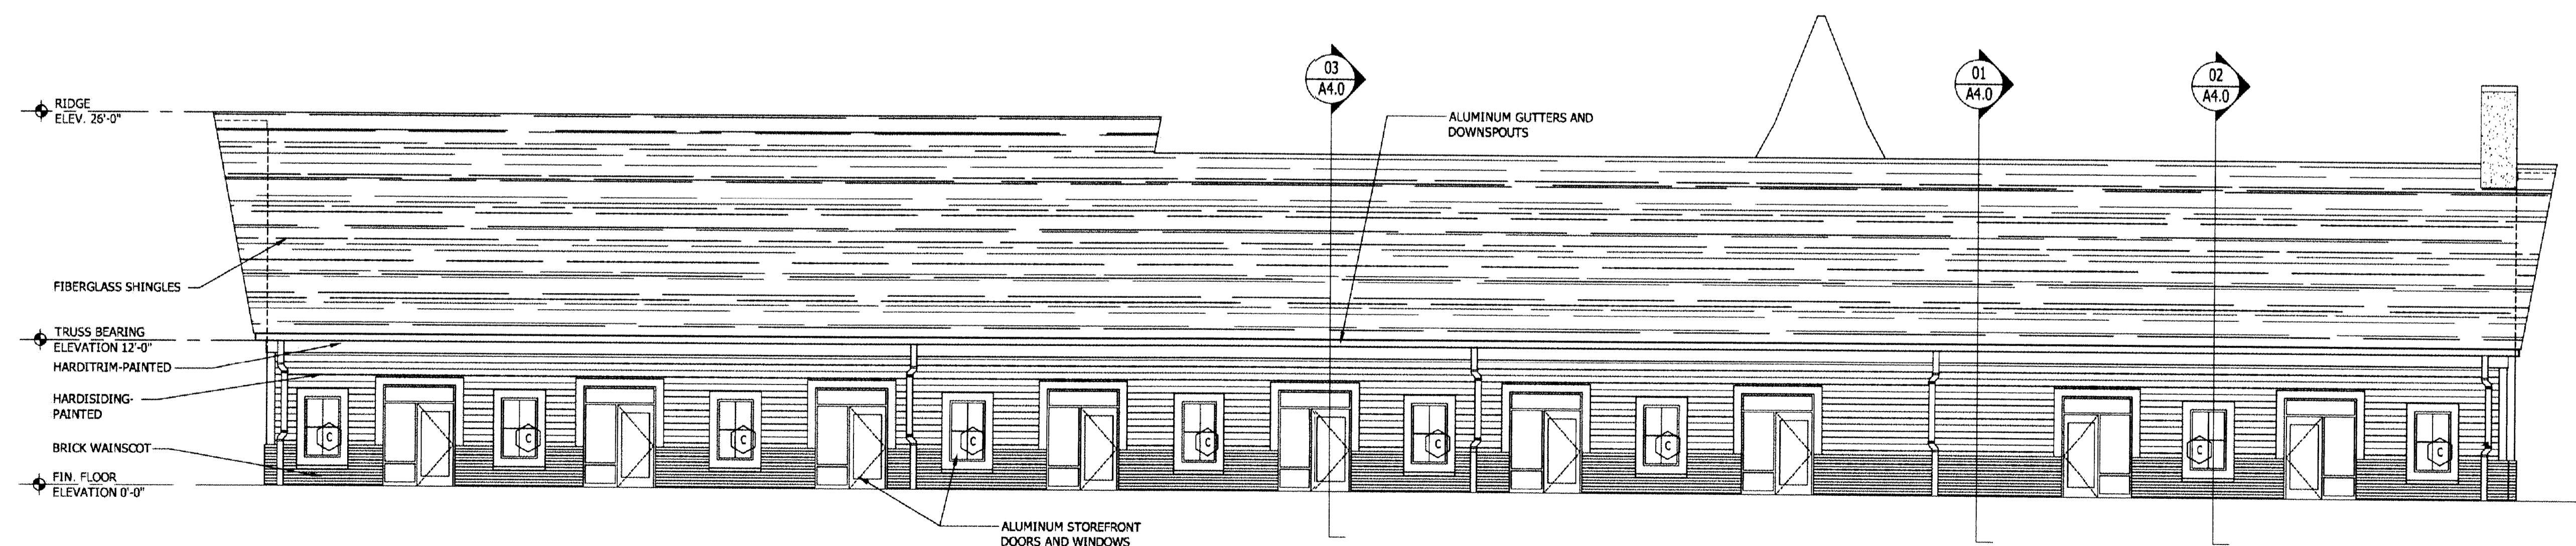 03
A4.0
01
A4.0
02
A4.0
RIDGE
ELEV. 26'-0"
ALUMINUM GUTTERS AND
DOWNSPOUTS
FIBERGLASS SHINGLES
TRUSS BEARING
ELEVATION 12'-0"
HARDITRIM-PAINTED
HARDISIDING-
PAINTED
BRICK WAINSCOT
FIN. FLOOR
ELEVATION 0'-0"
C
C
C
C
C
C
C
C
C
ALUMINUM STOREFRONT
DOORS AND WINDOWS